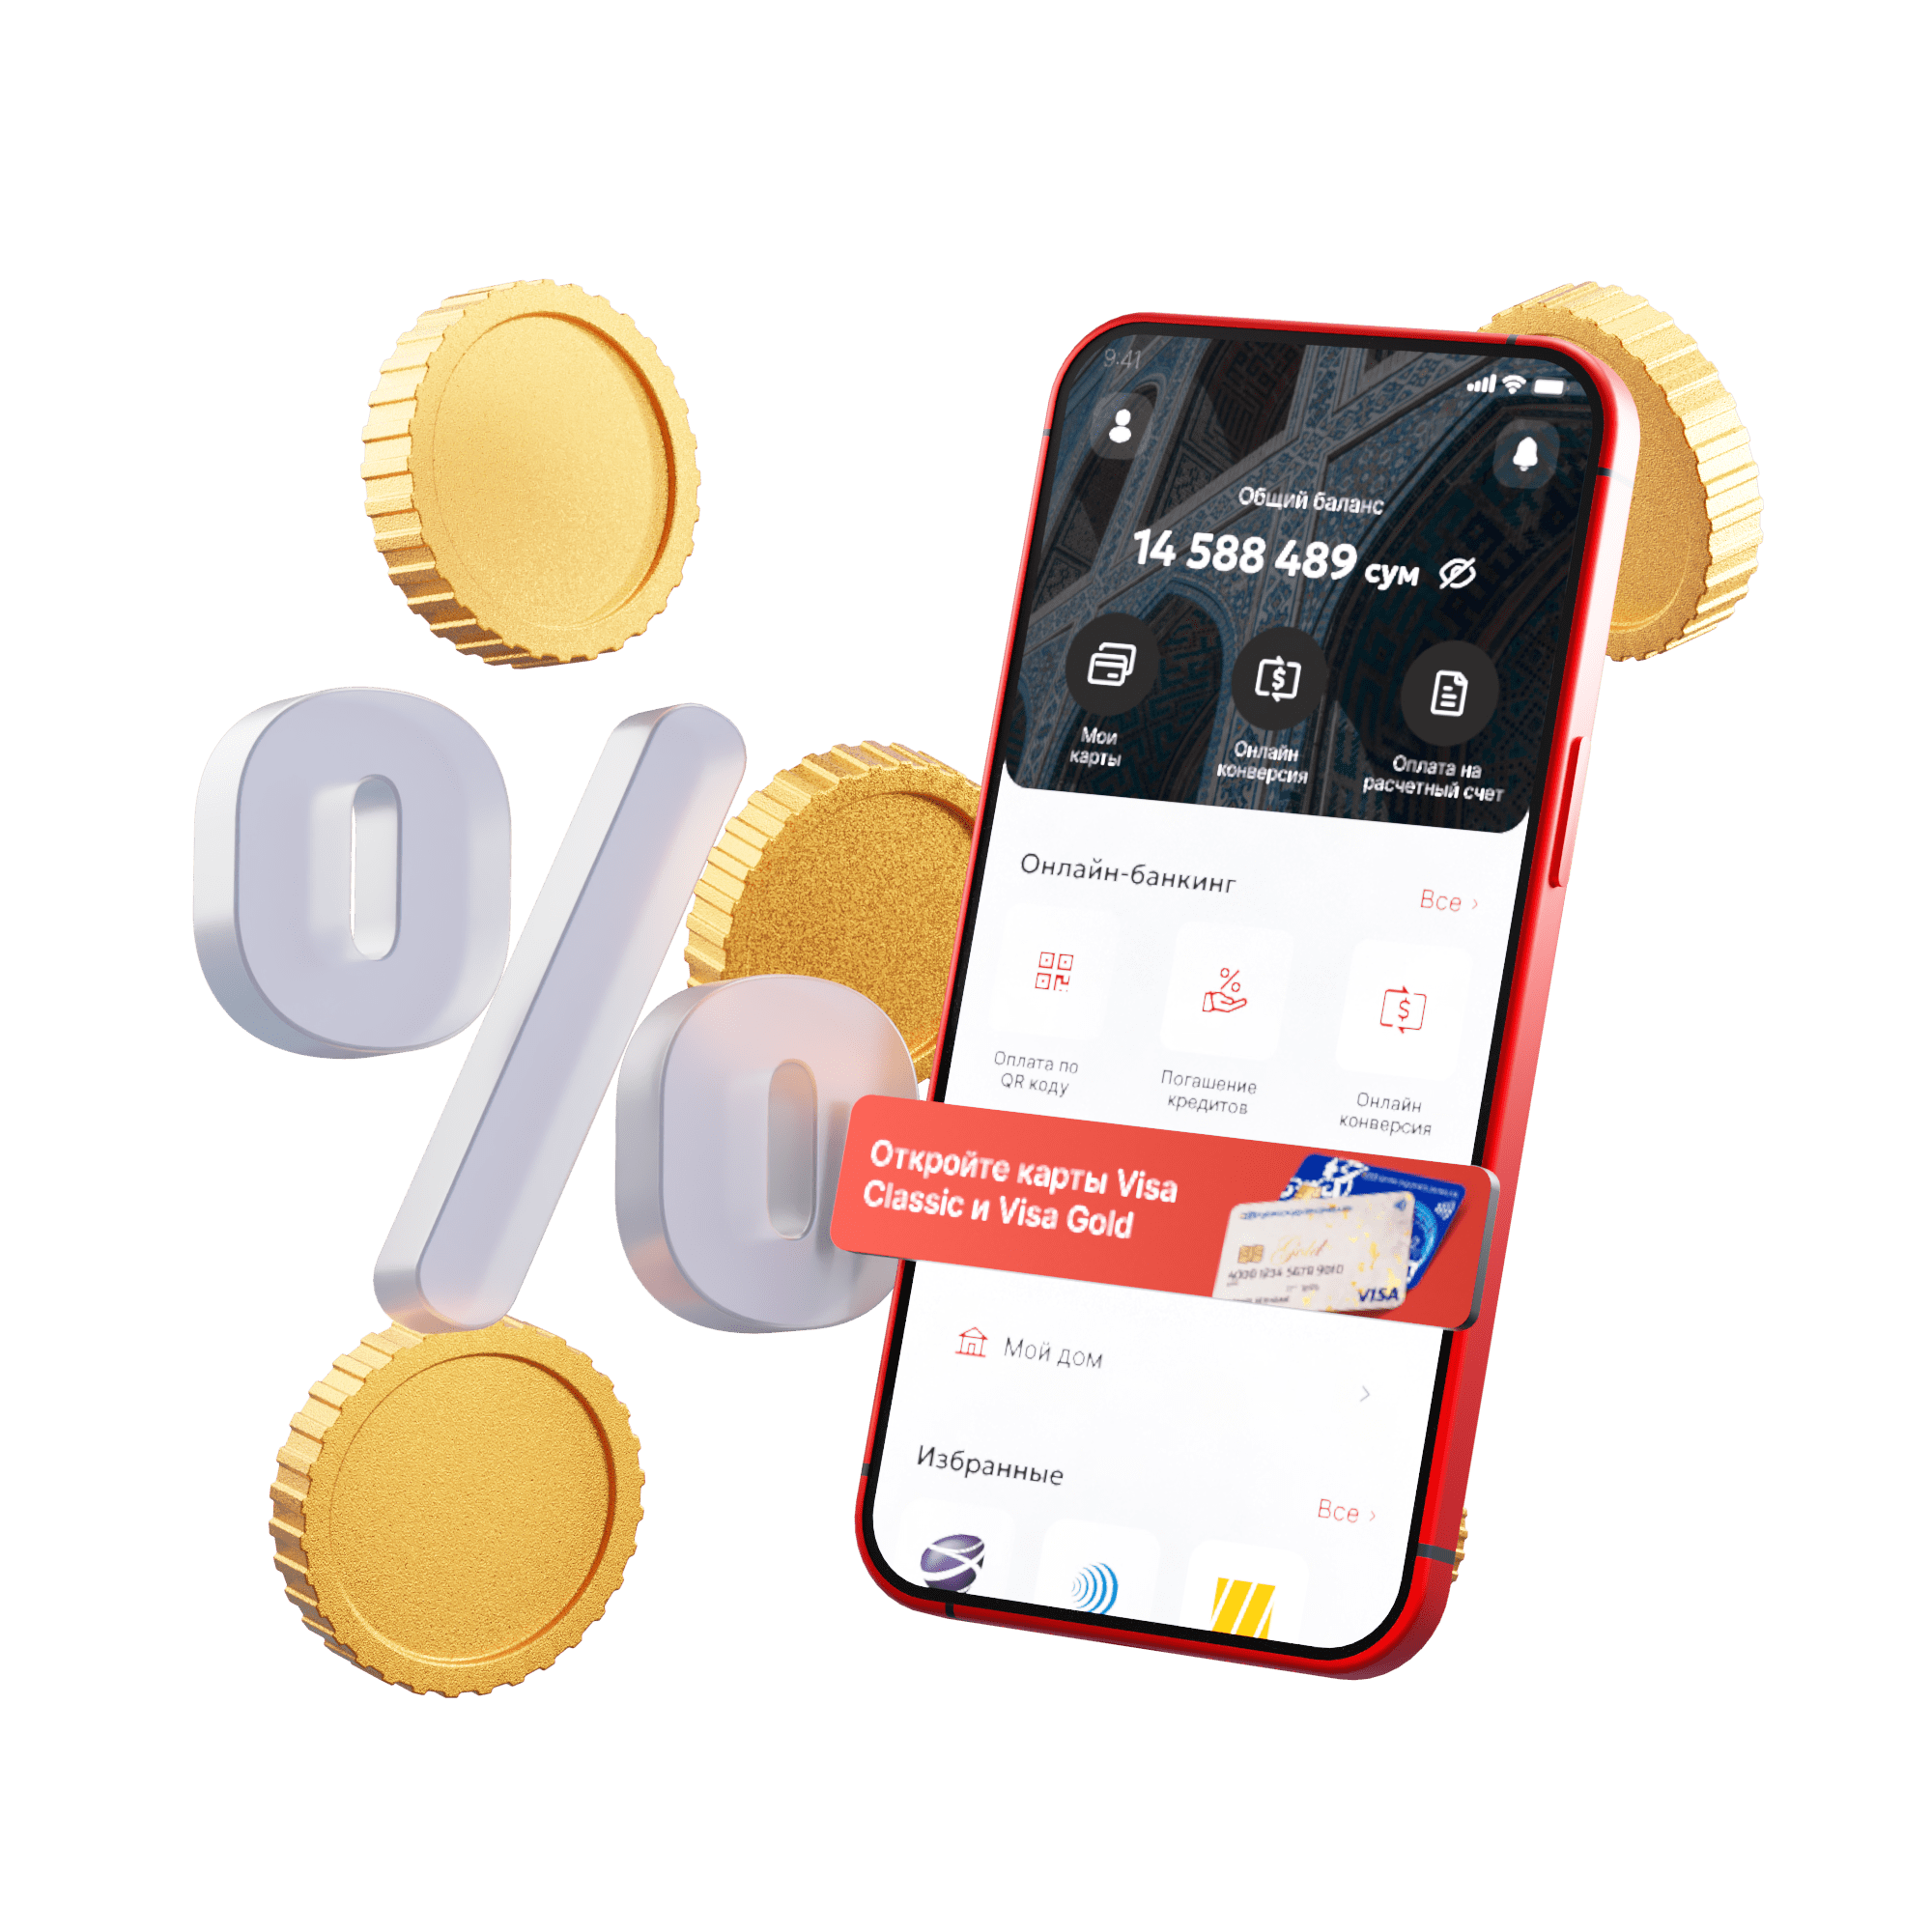 9:41
Общий баланс
14 588 489 сум
Мои
карты
Онлайн
конверсия
Оплата на
расчетный счет
Онлайн-банкинг
Все
Оплата по
QR коду
Погашение
кредитов
Онлайн
конверсия
Откройте карты Visa
Classic и Visa Gold
Gold
4000 1234 5678 9010
VISA
Мой дом
Избранные
Все
%